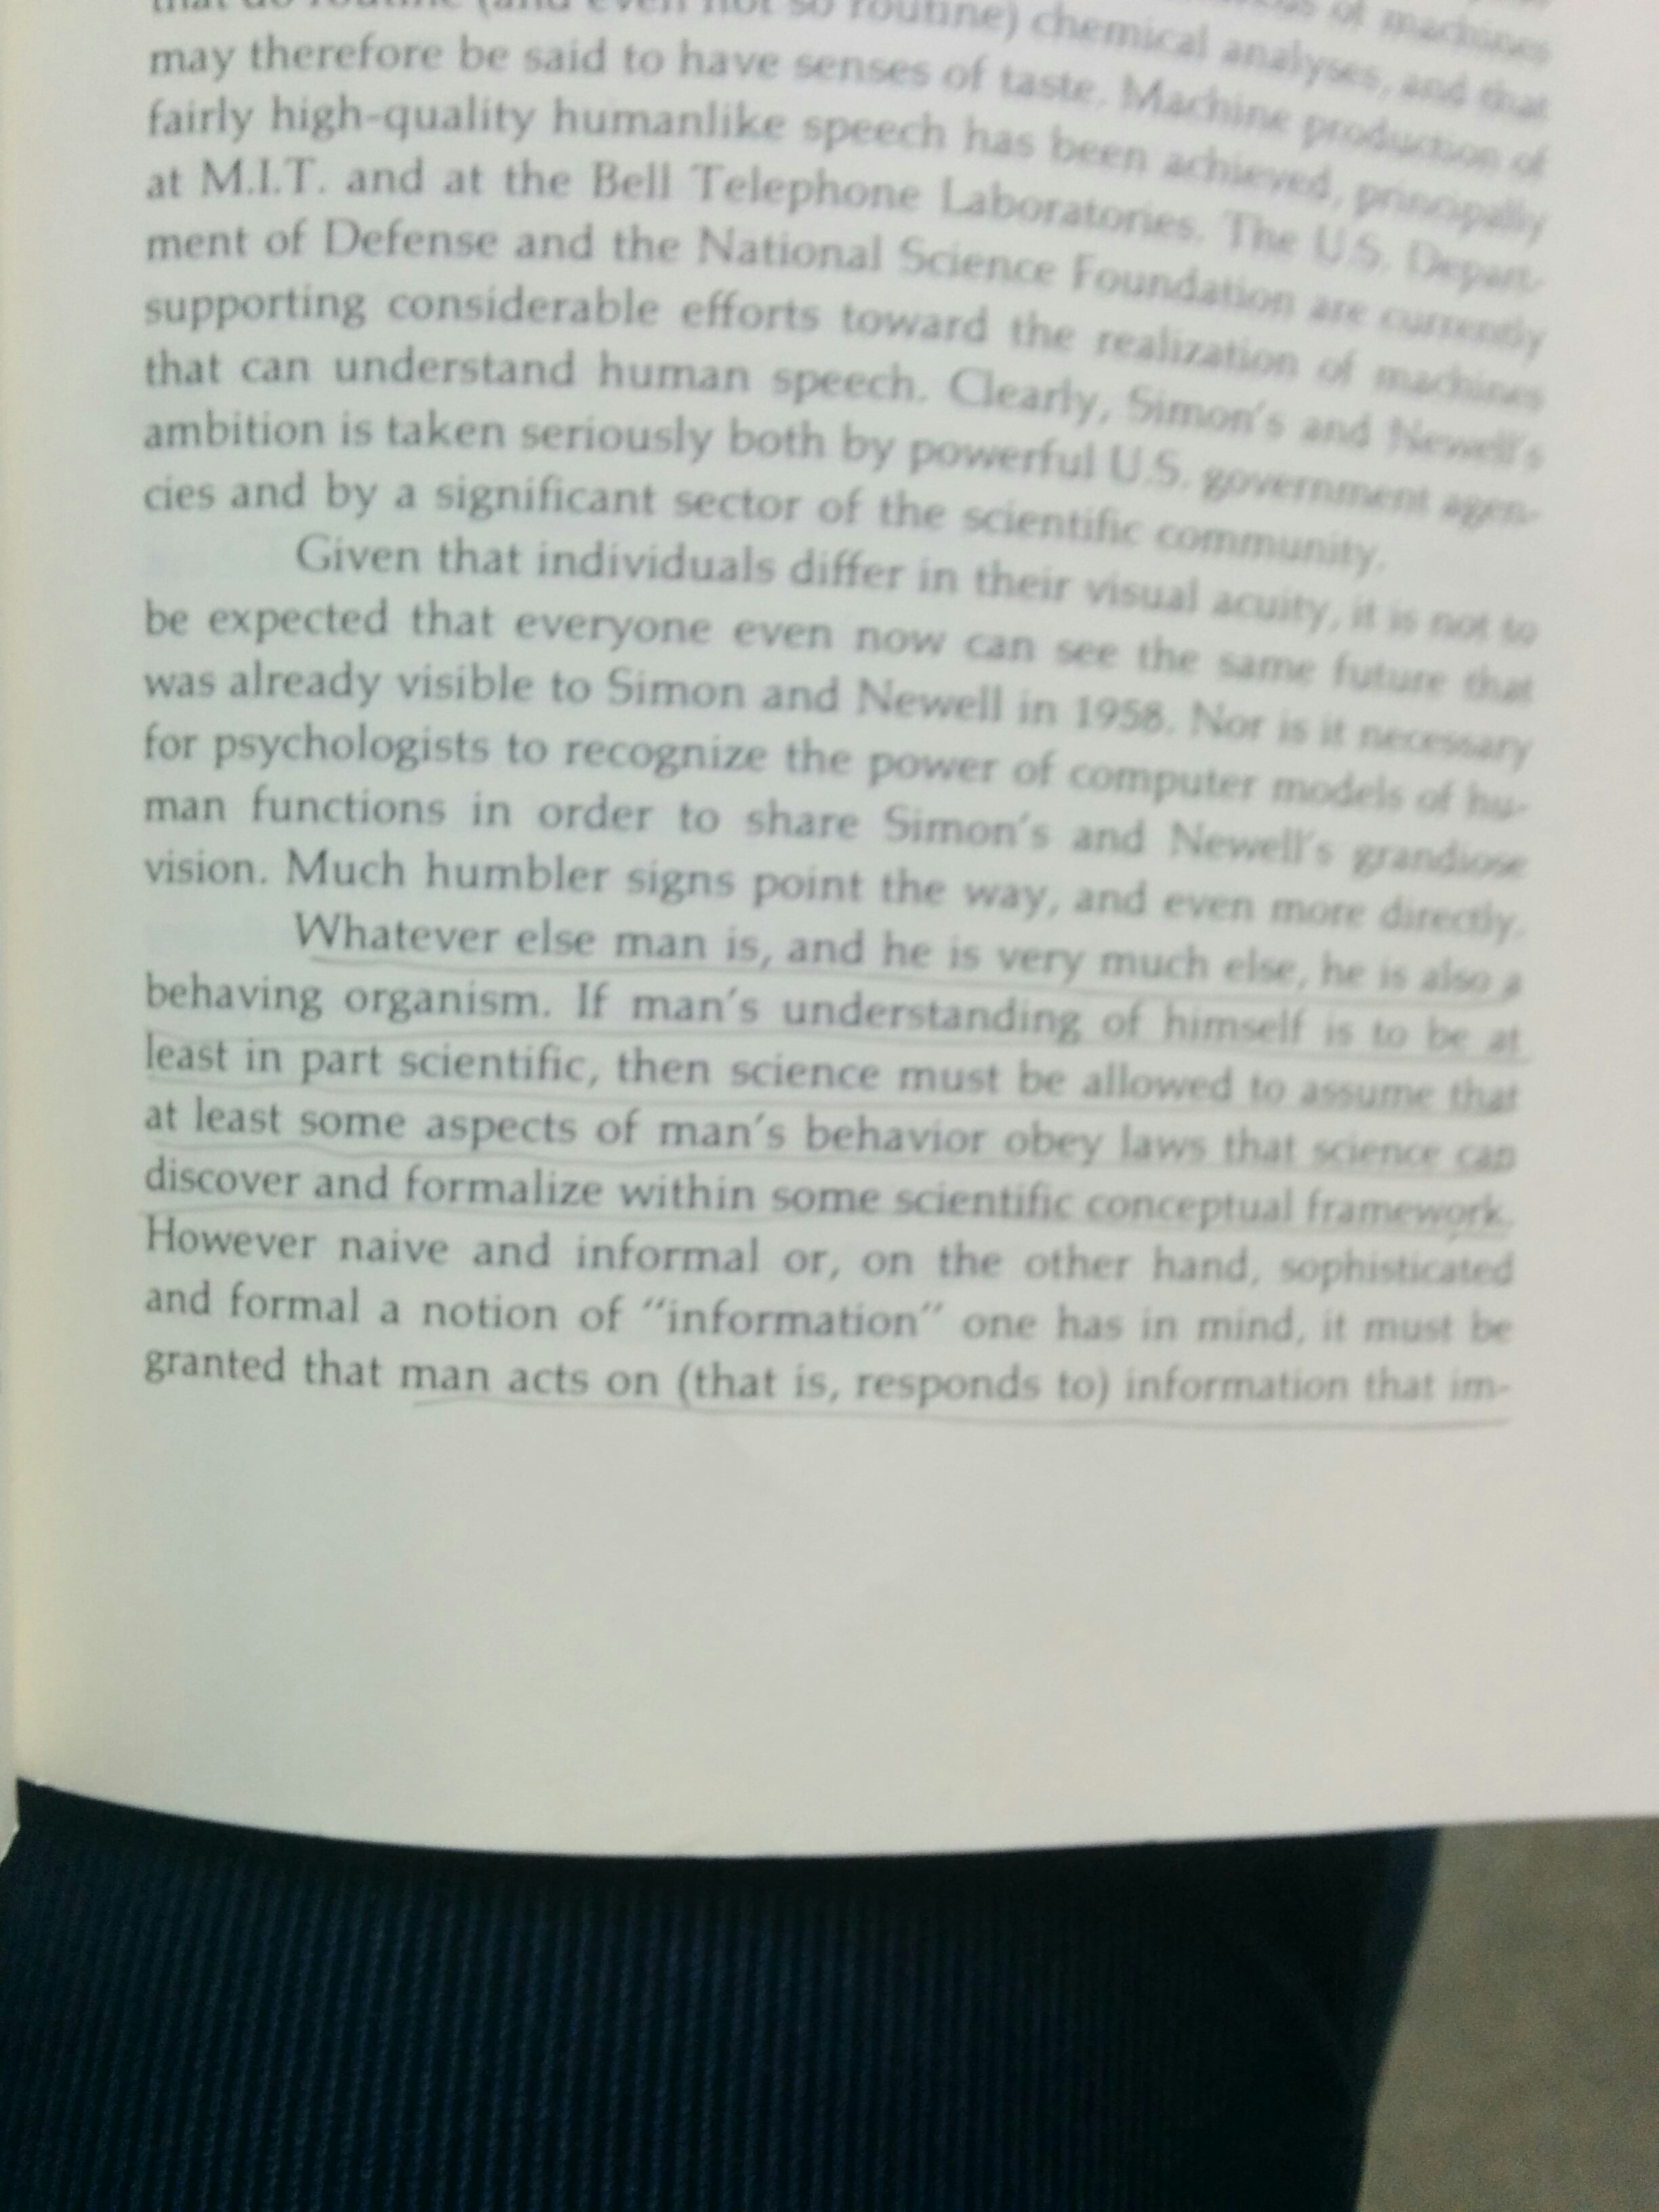 that do routine (and even not so routine) chemical analyses, and that
of machines
may therefore be said to have senses of taste. Machine production of
fairly high-quality humanlike speech has been achieved, principally
at M.I.T. and at the Bell Telephone Laboratories. The U.S. Depart-
ment of Defense and the National Science Foundation are currently
supporting considerable efforts toward the realization of machines
that can understand human speech. Clearly, Simon's and Newell's
ambition is taken seriously both by powerful U.S. government agen-
cies and by a significant sector of the scientific community.
Given that individuals differ in their visual acuity, it is not to
be expected that everyone even now can see the same future that
was already visible to Simon and Newell in 1958. Nor is it necessary
for psychologists to recognize the power of computer models of hu-
man functions in order to share Simon's and Newell's grandiose
vision. Much humbler signs point the way, and even more directly.
Whatever else man is, and he is very much else, he is also a
behaving organism. If man's understanding of himself is to be at
least in part scientific, then science must be allowed to assume that
at least some aspects of man's behavior obey laws that science can
discover and formalize within some scientific conceptual framework.
However naive and informal or, on the other hand, sophisticated
and formal a notion of "information" one has in mind, it must be
granted that man acts on (that is, responds to) information that im-